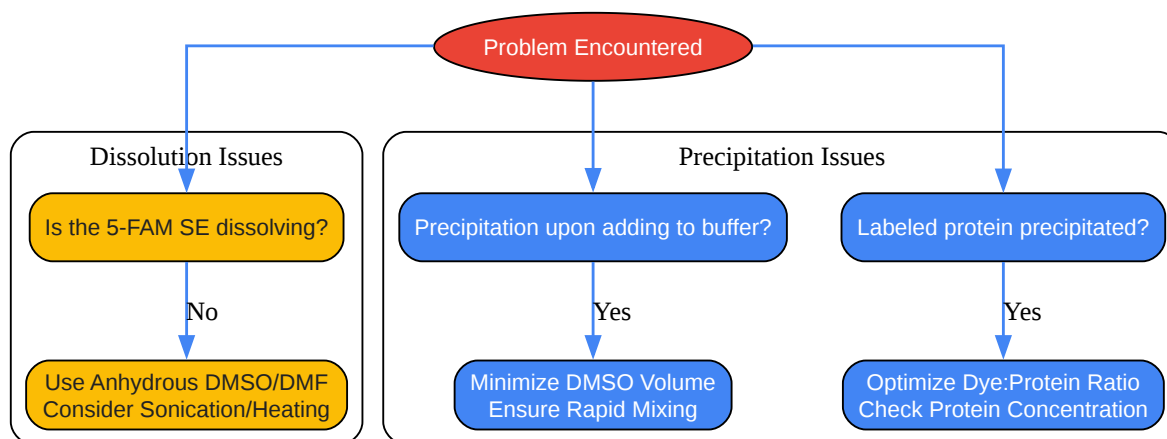 Problem Encountered
Dissolution Issues
Precipitation Issues
Is the 5-FAM SE dissolving?
Precipitation upon adding to buffer?
Labeled protein precipitated?
No
Yes
Yes
Use Anhydrous DMSO/DMF
Consider Sonication/Heating
Minimize DMSO Volume
Ensure Rapid Mixing
Optimize Dye:Protein Ratio
Check Protein Concentration